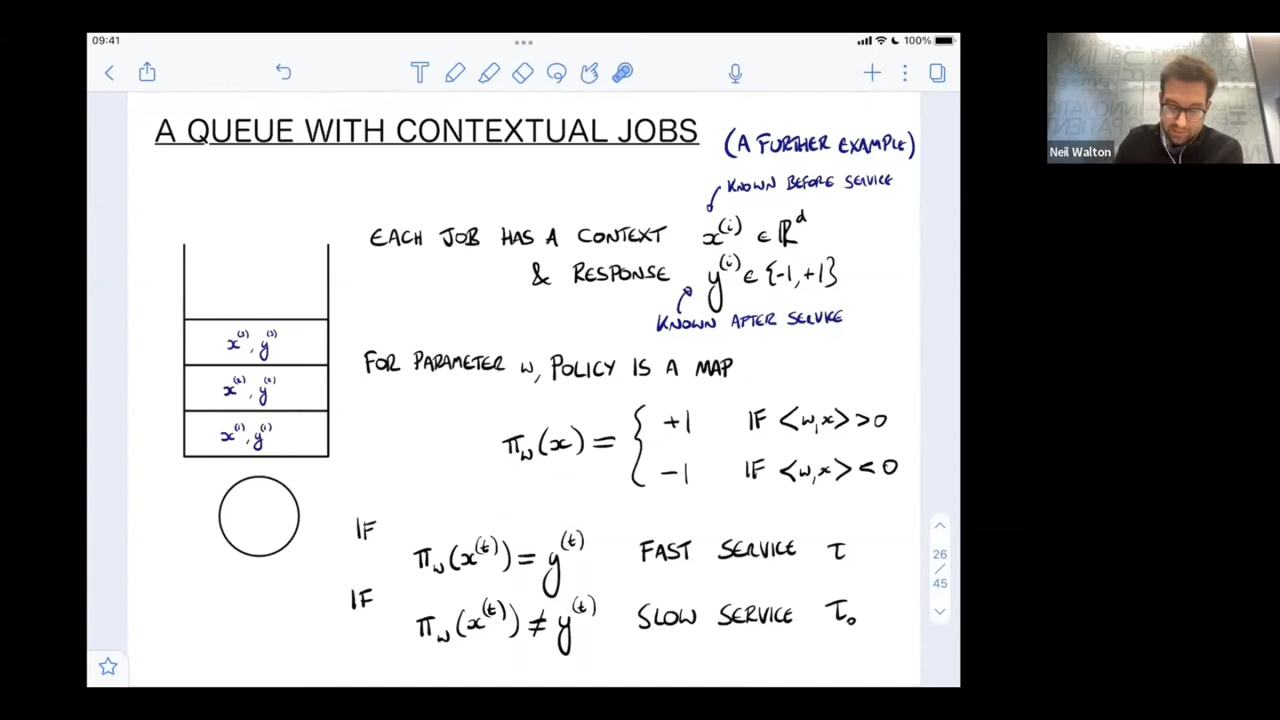 09:41
100%
A QUEUE WITH CONTEXTUAL JOBS
(A FURTHER EXAMPLE)
KNOWN BEFORE SERVICE
EACH JOB HAS A CONTEXT x^(i) ∈ ℝ^d
& RESPONSE y^(i) ∈ {-1, +1}
KNOWN AFTER SERVICE
x^(3), y^(3)
x^(2), y^(2)
x^(1), y^(1)
FOR PARAMETER w, POLICY IS A MAP
π_w(x) = { +1 IF <w,x> > 0
-1 IF <w,x> < 0
IF
π_w(x^(t)) = y^(t) FAST SERVICE τ
IF
π_w(x^(t)) ≠ y^(t) SLOW SERVICE τ_0
26
/
45
Neil Walton